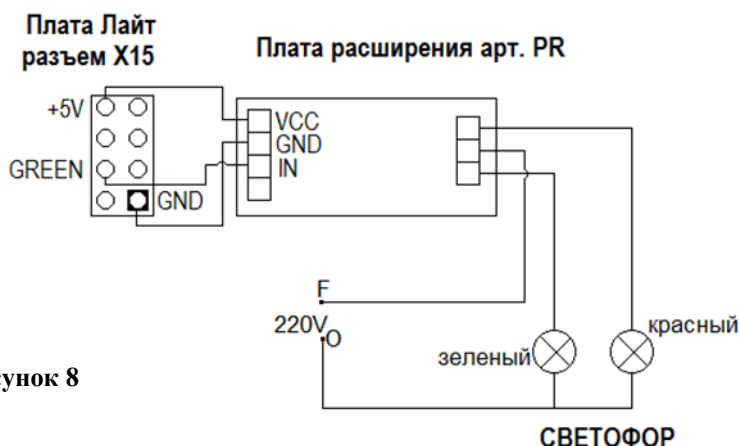 Плата Лайт
разъем X15
Плата расширения арт. PR
+5V
VCC
GND
GREEN
IN
GND
F
220V
O
красный
зеленый
сунок 8
СВЕТОФОР